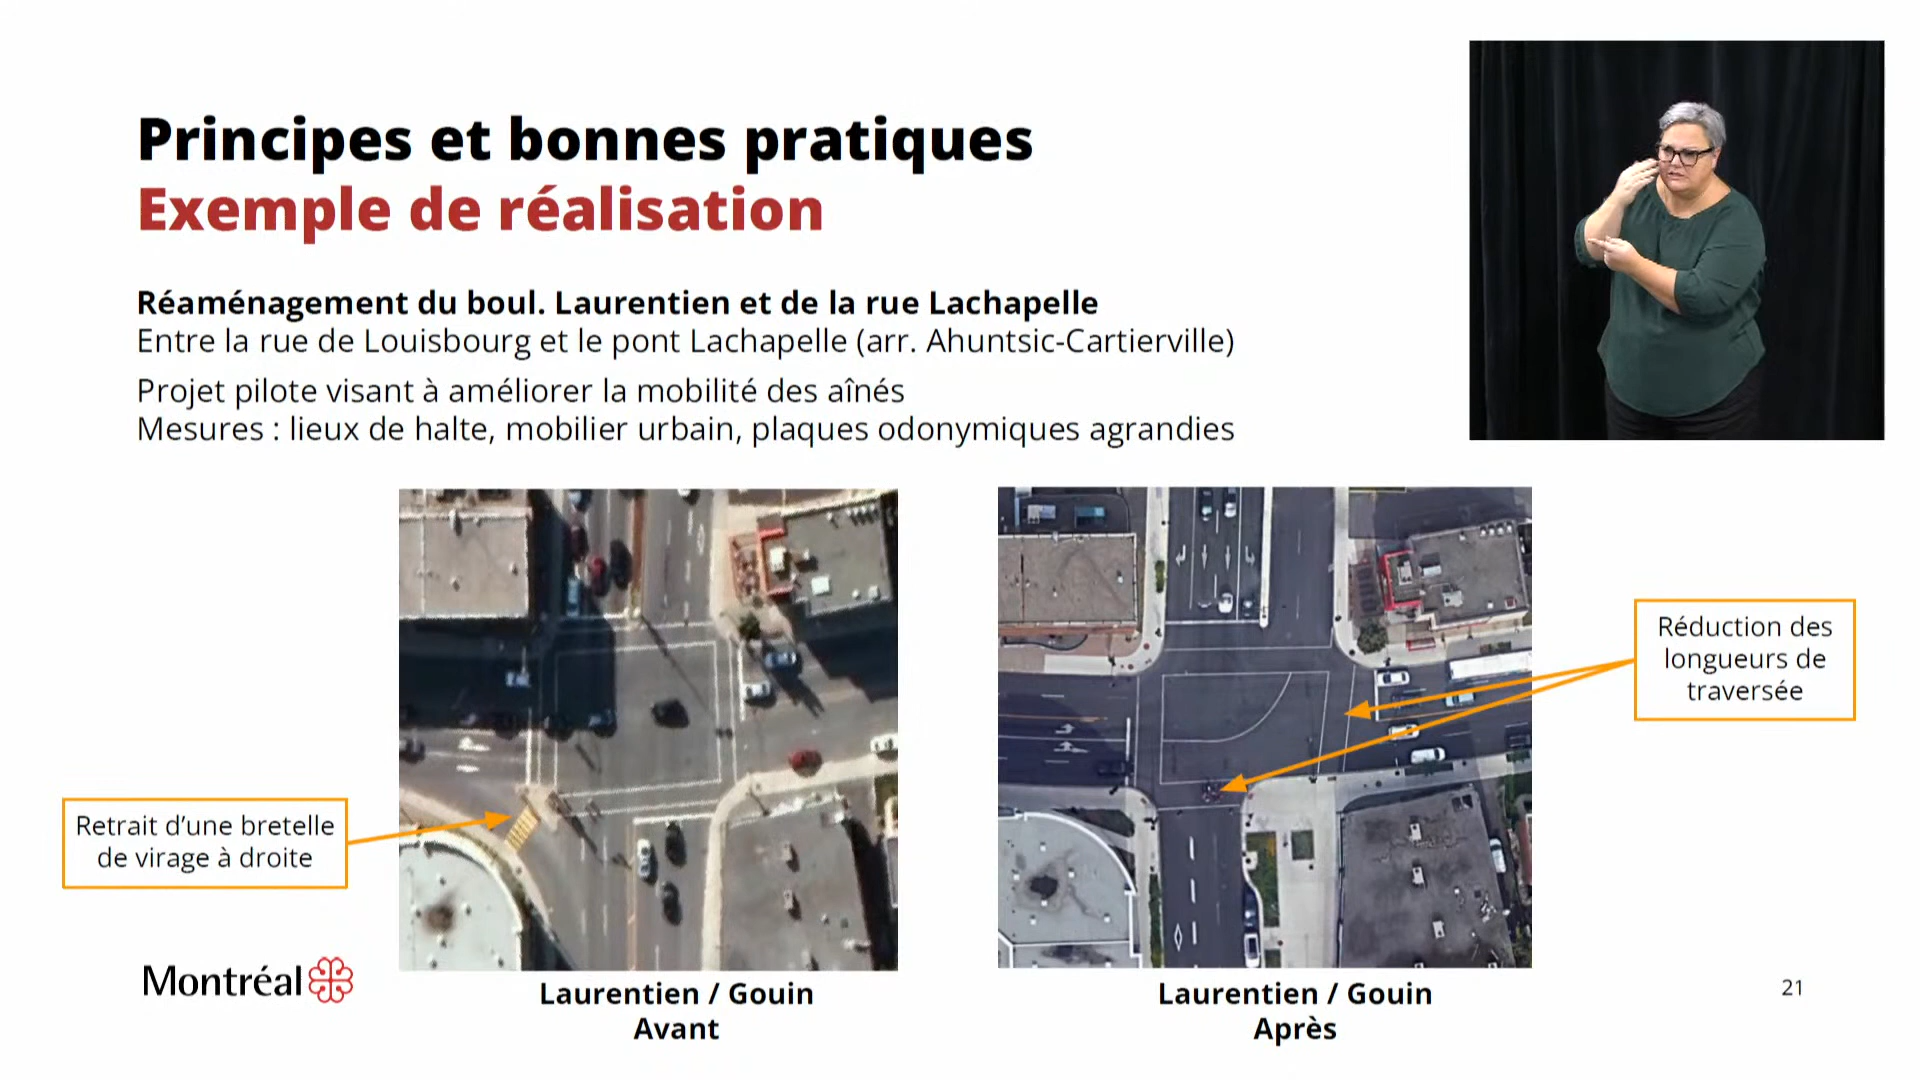 Principes et bonnes pratiques
Exemple de réalisation
Réaménagement du boul. Laurentien et de la rue Lachapelle
Entre la rue de Louisbourg et le pont Lachapelle (arr. Ahuntsic-Cartierville)
Projet pilote visant à améliorer la mobilité des aînés
Mesures : lieux de halte, mobilier urbain, plaques odonymiques agrandies
Retrait d'une bretelle
de virage à droite
Réduction des
longueurs de
traversée
Laurentien / Gouin
Avant
Laurentien / Gouin
Après
Montréal
21